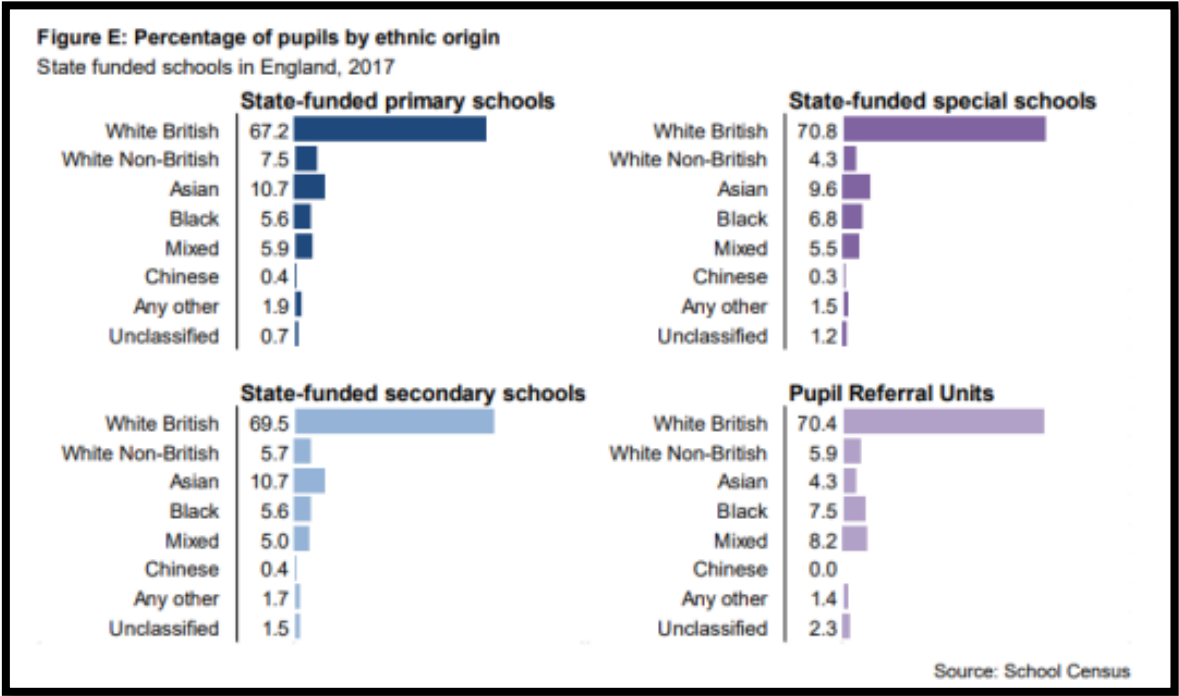 Figure E: Percentage of pupils by ethnic origin
State funded schools in England, 2017
State-funded primary schools
White British 67.2
White Non-British 7.5
Asian 10.7
Black 5.6
Mixed 5.9
Chinese 0.4
Any other 1.9
Unclassified 0.7
State-funded special schools
White British 70.8
White Non-British 4.3
Asian 9.6
Black 6.8
Mixed 5.5
Chinese 0.3
Any other 1.5
Unclassified 1.2
State-funded secondary schools
White British 69.5
White Non-British 5.7
Asian 10.7
Black 5.6
Mixed 5.0
Chinese 0.4
Any other 1.7
Unclassified 1.5
Pupil Referral Units
White British 70.4
White Non-British 5.9
Asian 4.3
Black 7.5
Mixed 8.2
Chinese 0.0
Any other 1.4
Unclassified 2.3
Source: School Census